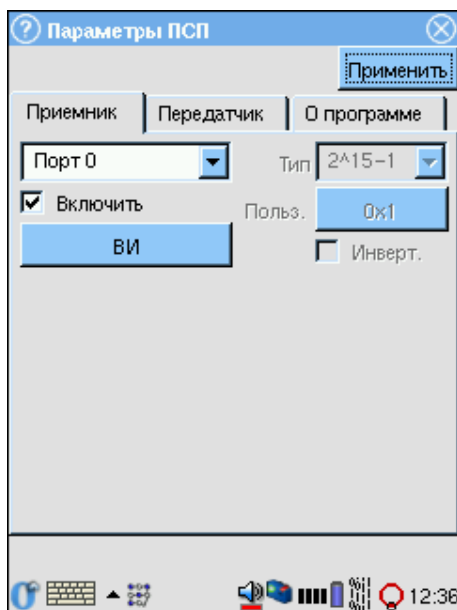 Параметры ПСП
Применить
Приемник Передатчик О программе
Порт 0 Тип 2^15-1
Включить Польз. 0x1
ВИ Инверт.
12:36